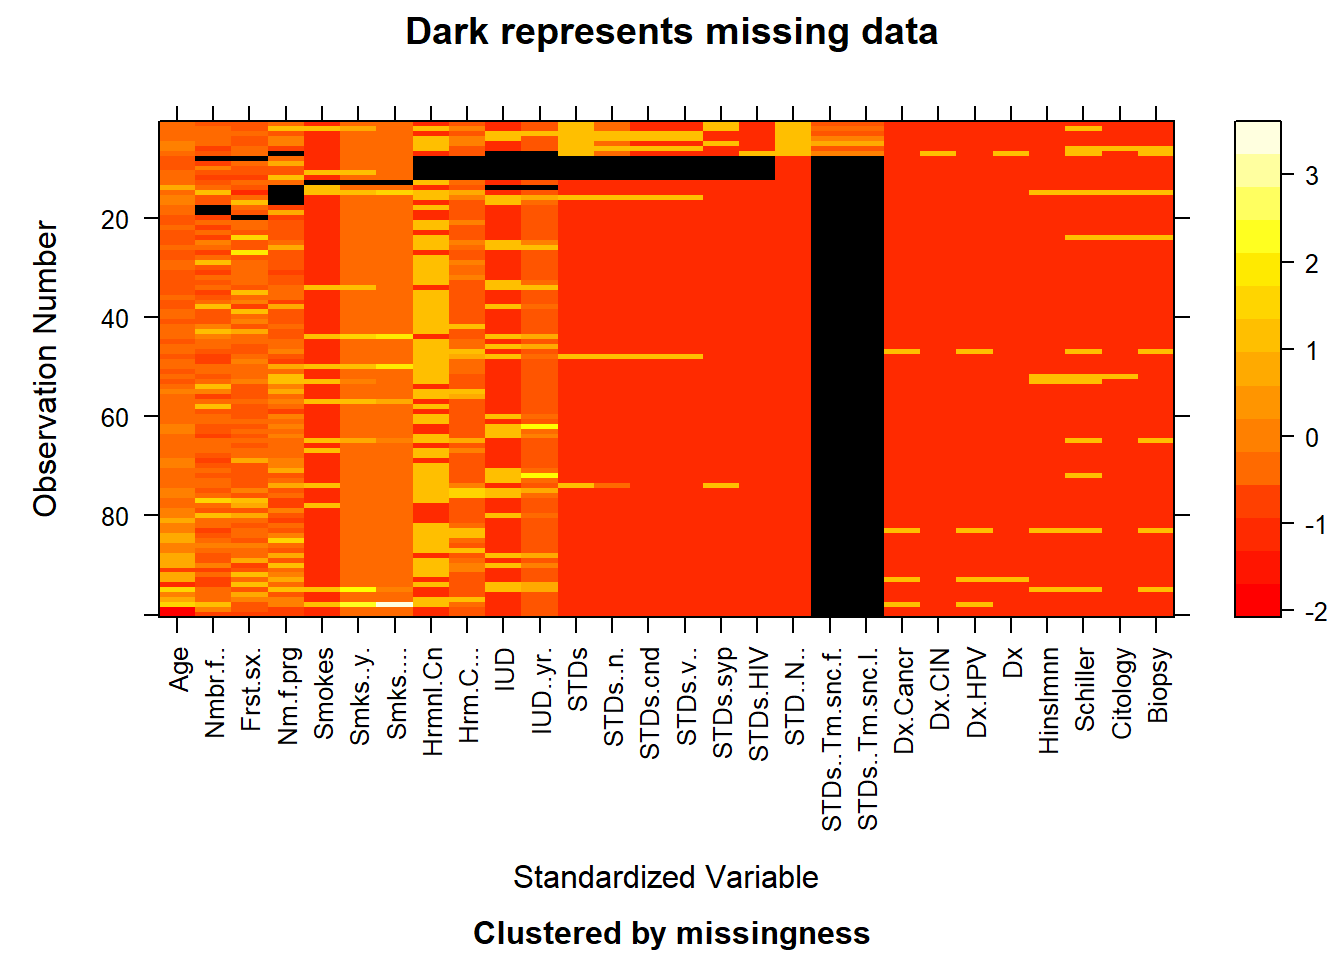 Dark represents missing data
Observation Number
20
40
60
80
3
2
1
0
-1
-2
Age
Nmbr.f..
Frst.sx.
Nm.f.prg
Smokes
Smks..y.
Smks....
Hrmnl.Cn
Hrm.C...
IUD
IUD..yr.
STDs
STDs..n.
STDs.cnd
STDs.v..
STDs.syp
STDs.HIV
STD..N..
STDs..Tm.snc.f.
STDs..Tm.snc.l.
Dx.Cancr
Dx.CIN
Dx.HPV
Dx
Hinslmnn
Schiller
Citology
Biopsy
Standardized Variable
Clustered by missingness